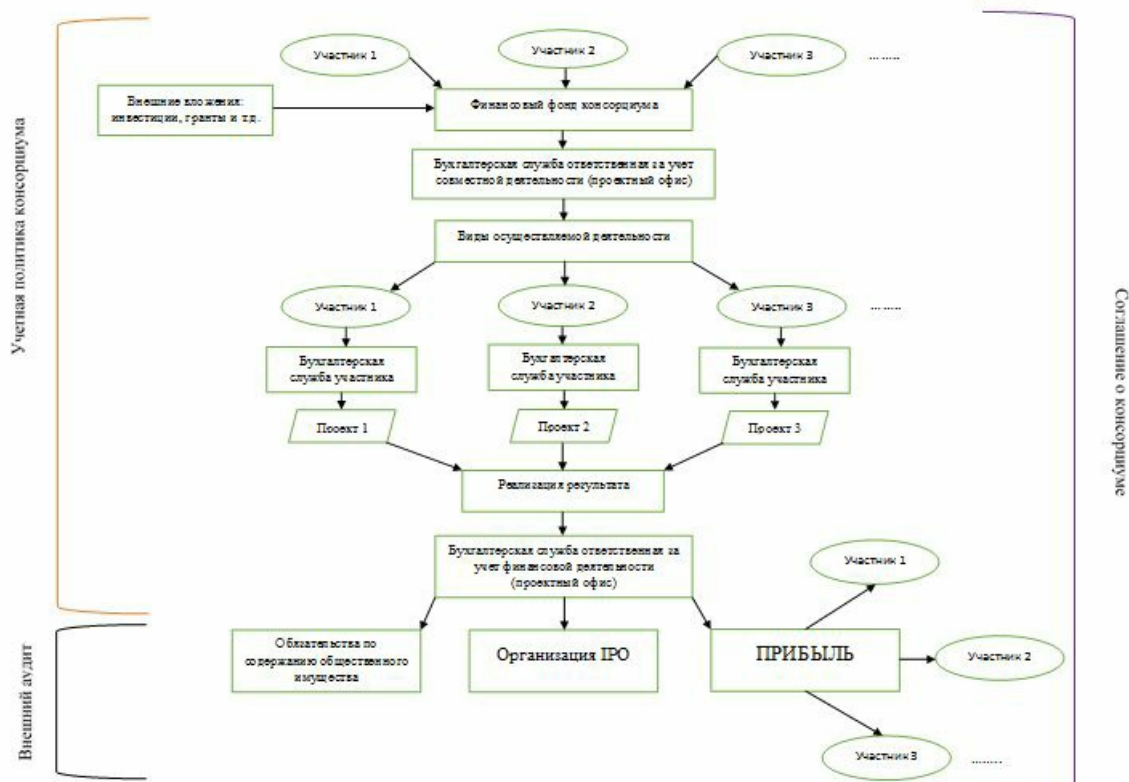 Участник 1
Участник 2
Участник 3
........
Внешние вложения:
инвестиции, гранты и т.д.
Финансовый фонд консорциума
Бухгалтерская служба ответственная за учет
совместной деятельности (проектный офис)
Виды осуществляемой деятельности
Участник 1
Участник 2
Участник 3
........
Бухгалтерская
служба участника
Бухгалтерская
служба участника
Бухгалтерская
служба участника
Проект 1
Проект 2
Проект 3
Реализация результата
Бухгалтерская служба ответственная за
учет финансовой деятельности
(проектный офис)
Обязательства по
содержанию общественного
имущества
Организация IPO
ПРИБЫЛЬ
Участник 1
Участник 2
Участник 3
........
Учетная политика консорциума
Внешний аудит
Соглашение о консорциуме